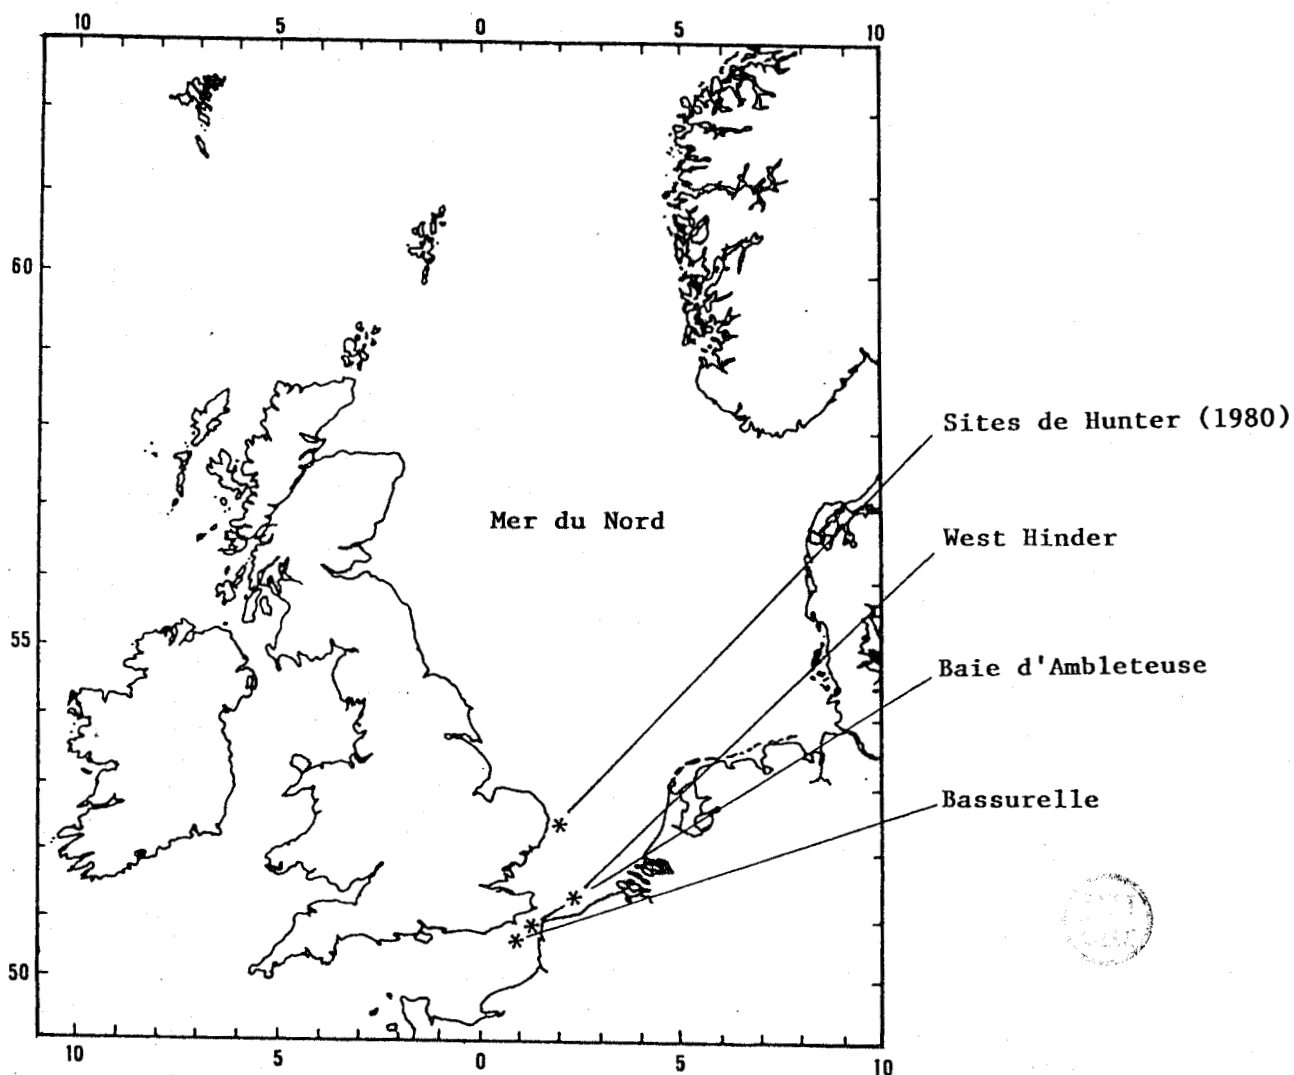 10 5 0 5 10
60
55
50
Mer du Nord
Sites de Hunter (1980)
West Hinder
Baie d'Ambleteuse
Bassurelle
10 5 0 5 10